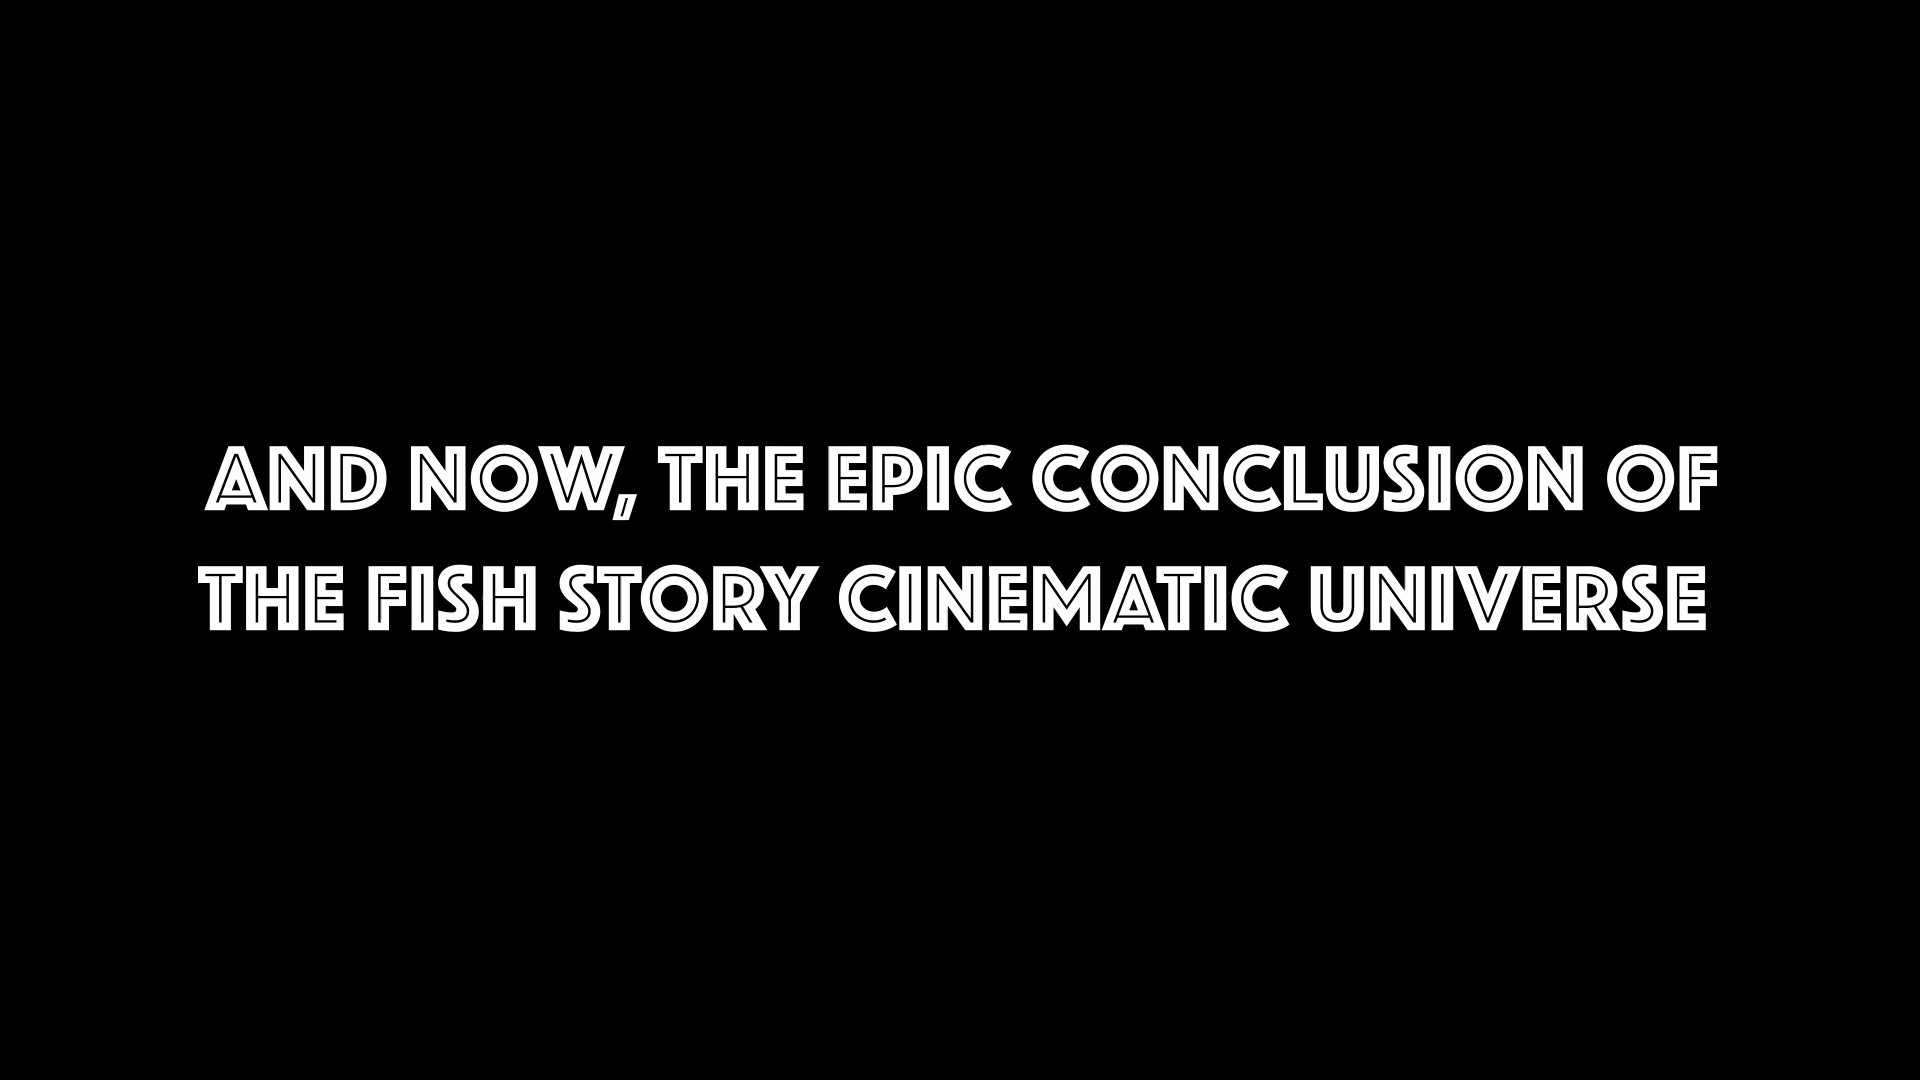 AND NOW, THE EPIC CONCLUSION OF
THE FISH STORY CINEMATIC UNIVERSE